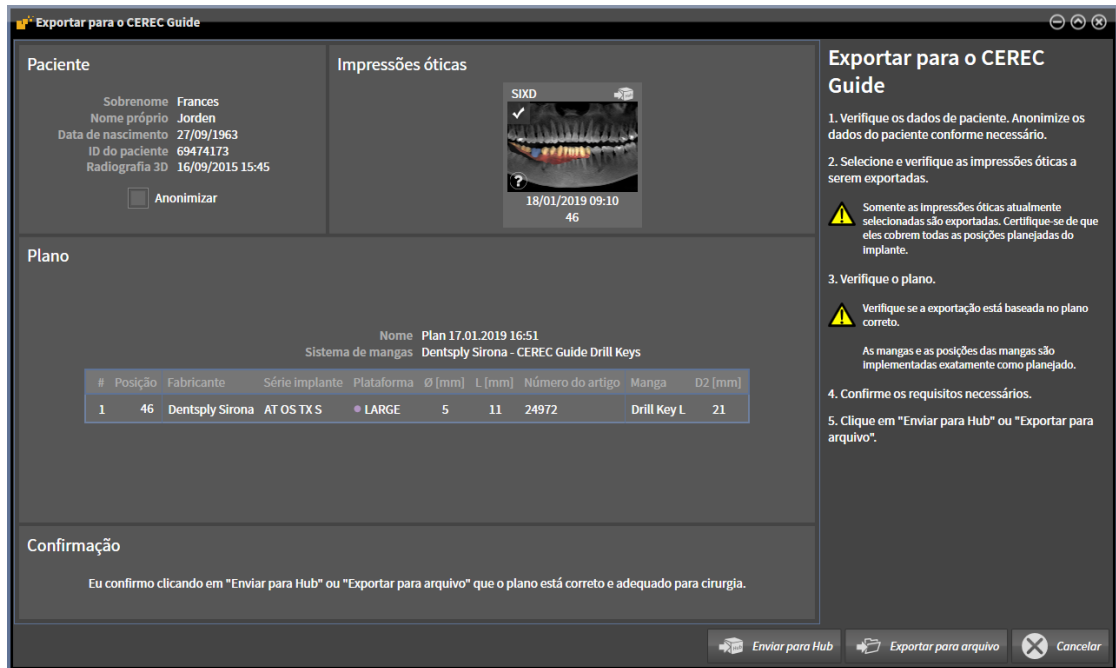 Exportar para o CEREC Guide
Paciente
Sobrenome Frances
Nome próprio Jorden
Data de nascimento 27/09/1963
ID do paciente 69474173
Radiografia 3D 16/09/2015 15:45
Anonimizar
Impressões óticas
SIXD
?
18/01/2019 09:10
46
Plano
Nome Plan 17.01.2019 16:51
Sistema de mangas Dentsply Sirona - CEREC Guide Drill Keys
# Posição Fabricante Série implante Plataforma Ø [mm] L [mm] Número do artigo Manga D2 [mm]
1 46 Dentsply Sirona AT OS TX S LARGE 5 11 24972 Drill Key L 21
Confirmação
Eu confirmo clicando em "Enviar para Hub" ou "Exportar para arquivo" que o plano está correto e adequado para cirurgia.
Exportar para o CEREC
Guide
1. Verifique os dados de paciente. Anonimize os
dados do paciente conforme necessário.
2. Selecione e verifique as impressões óticas a
serem exportadas.
Somente as impressões óticas atualmente
selecionadas são exportadas. Certifique-se de que
eles cobrem todas as posições planejadas do
implante.
3. Verifique o plano.
Verifique se a exportação está baseada no plano
correto.
As mangas e as posições das mangas são
implementadas exatamente como planejado.
4. Confirme os requisitos necessários.
5. Clique em "Enviar para Hub" ou "Exportar para
arquivo".
Enviar para Hub
Exportar para arquivo
Cancelar